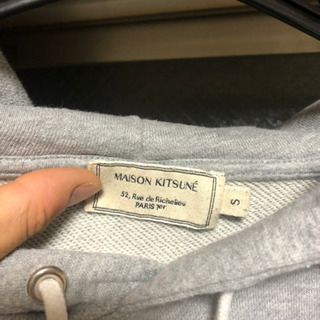 MAISON KITSUNÉ
52, Rue de Richelieu
PARIS 1er
S